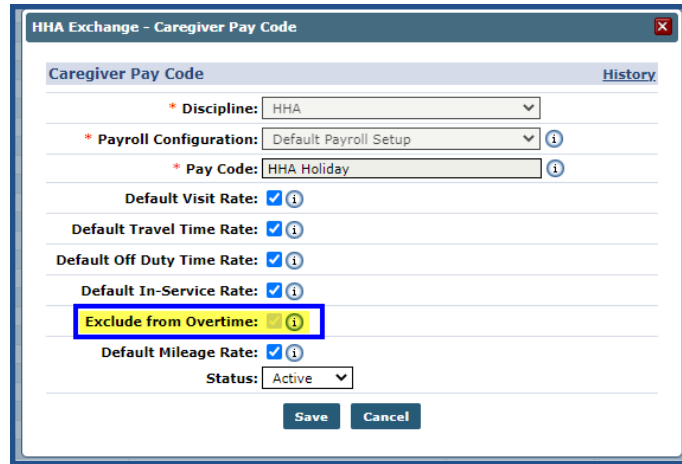 HHA Exchange - Caregiver Pay Code
Caregiver Pay Code History
* Discipline: HHA
* Payroll Configuration: Default Payroll Setup
* Pay Code: HHA Holiday
Default Visit Rate:
Default Travel Time Rate:
Default Off Duty Time Rate:
Default In-Service Rate:
Exclude from Overtime:
Default Mileage Rate:
Status: Active
Save Cancel